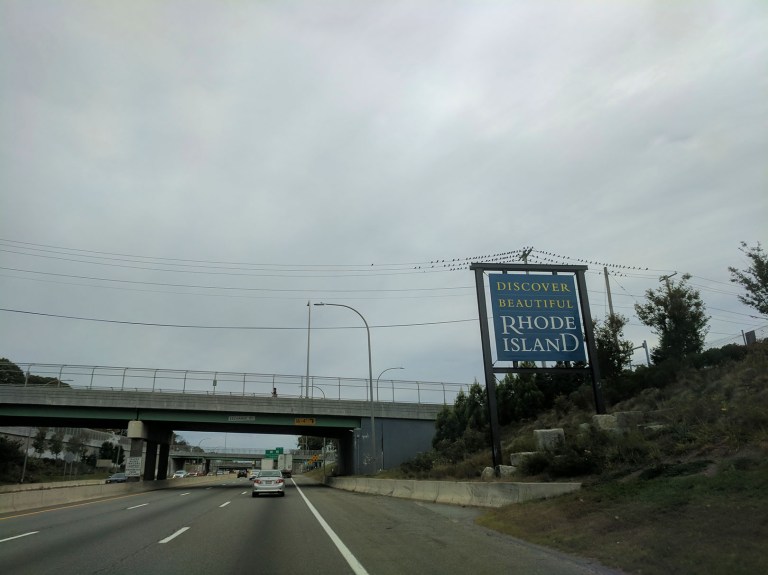 DISCOVER
BEAUTIFUL
RHODE
ISLAND